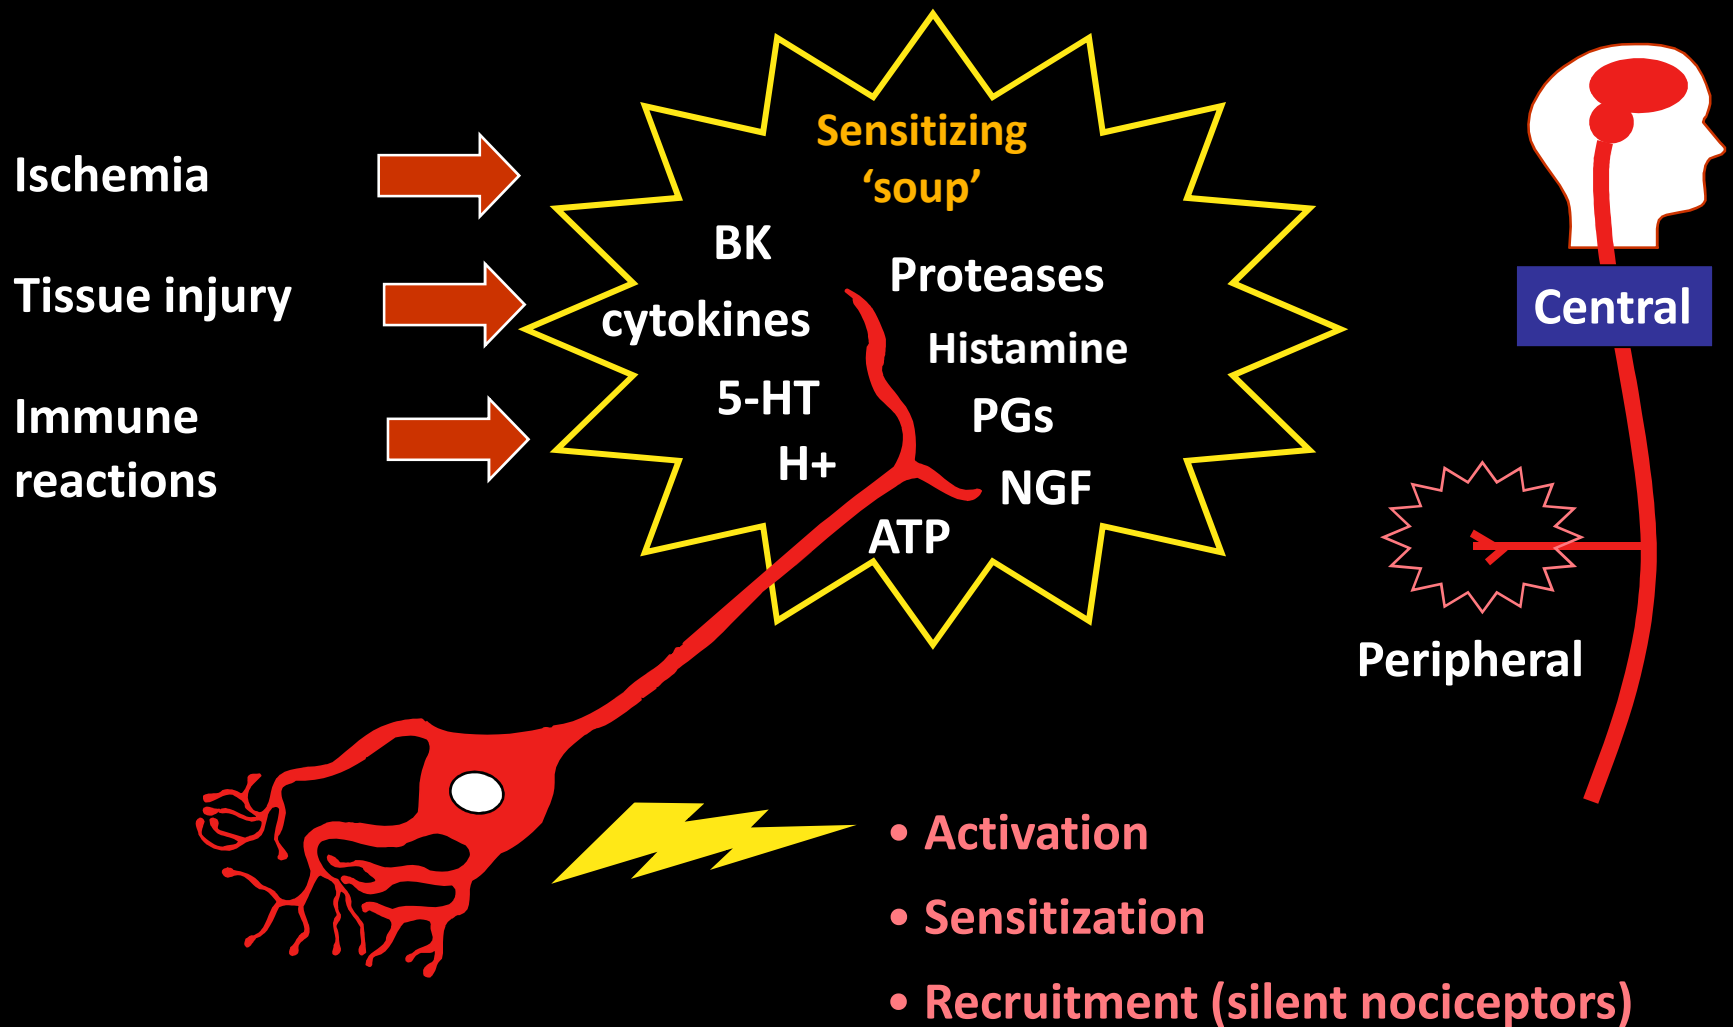 Ischemia
Tissue injury
Immune
reactions
Sensitizing
‘soup’
BK
Proteases
cytokines
Histamine
5-HT
PGs
H+
NGF
ATP
Central
Peripheral
• Activation
• Sensitization
• Recruitment (silent nociceptors)